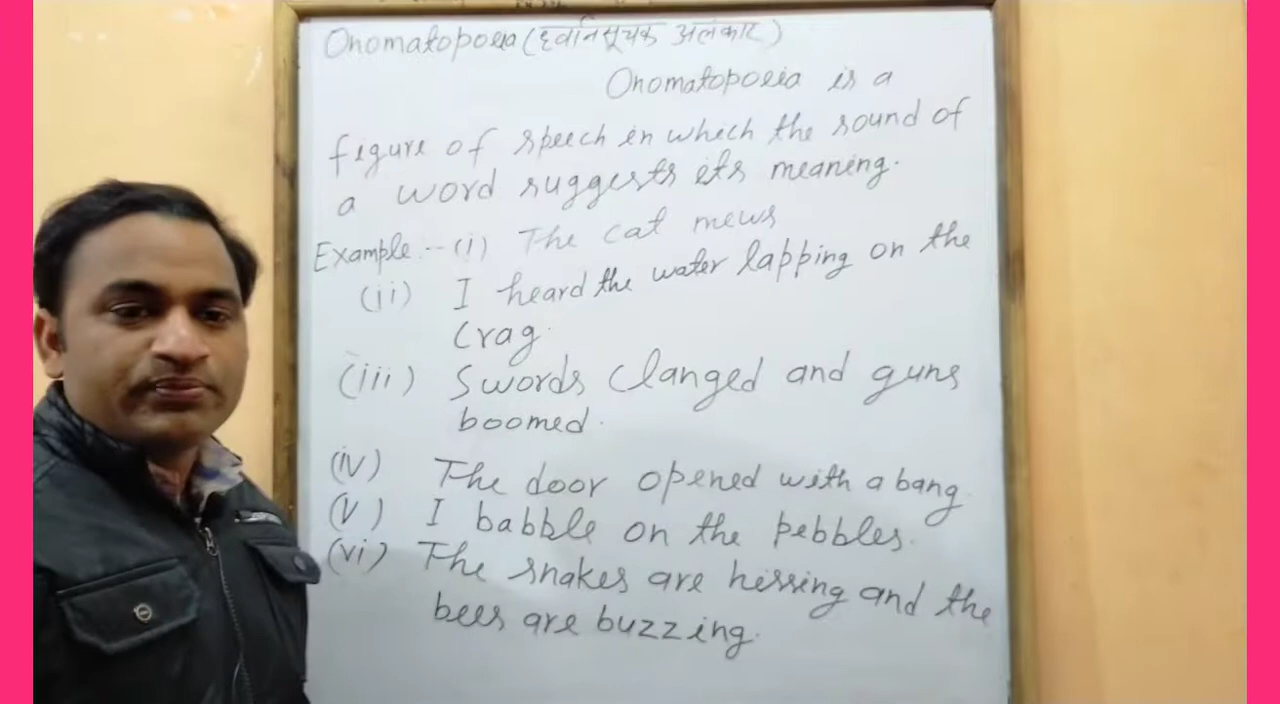 Onomatopoeia (ध्वनिसूचक अलंकार)
Onomatopoeia is a
figure of speech in which the sound of
a word suggests its meaning.
Example:- (i) The cat mews
(ii) I heard the water lapping on the
Crag.
(iii) Swords Clanged and guns
boomed.
(iv) The door opened with a bang.
(v) I babble on the pebbles.
(vi) The snakes are hissing and the
bees are buzzing.